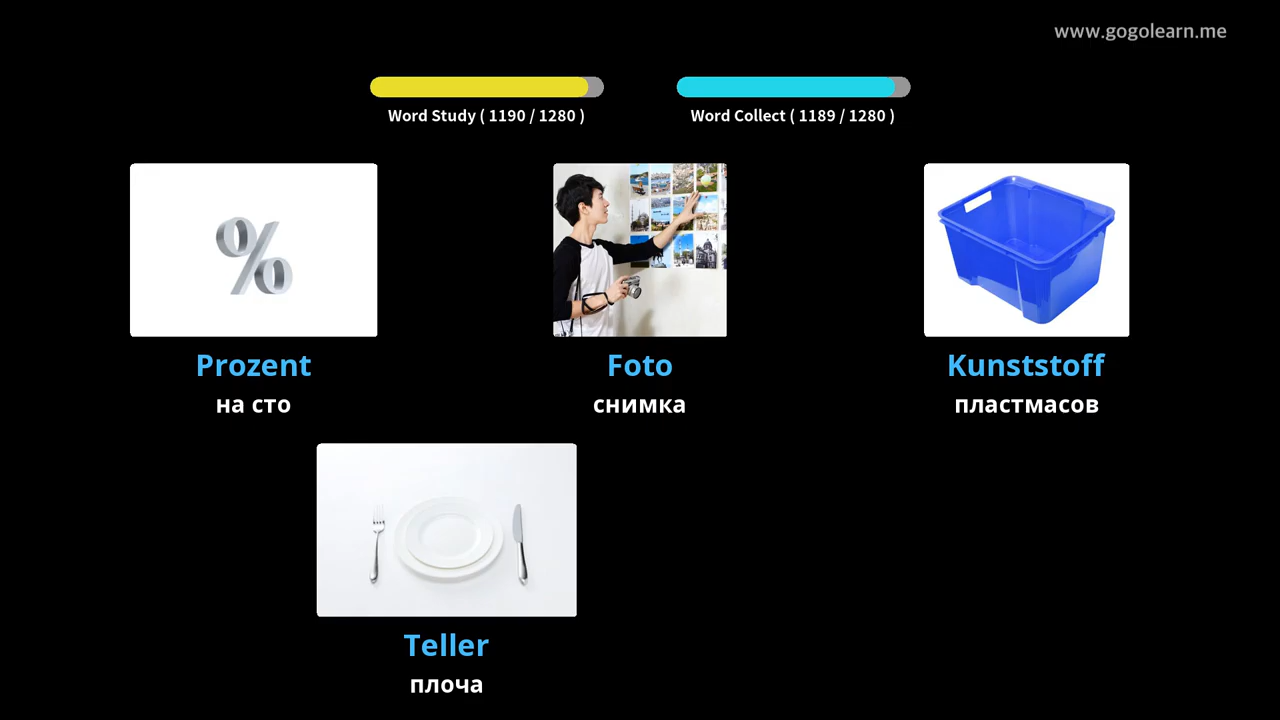 www.gogolearn.me
Word Study ( 1190 / 1280 )
Word Collect ( 1189 / 1280 )
%
Prozent
на сто
Foto
снимка
Kunststoff
пластмасов
Teller
плоча